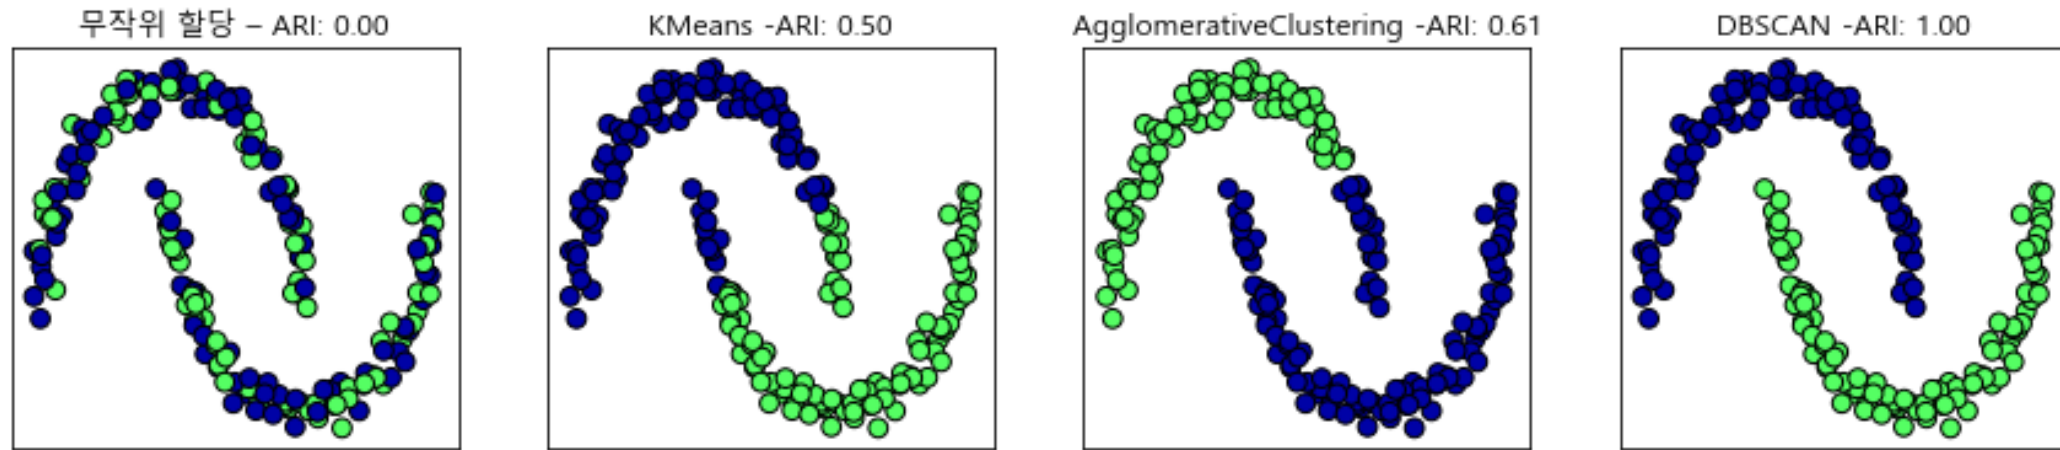 무작위 할당 – ARI: 0.00
KMeans -ARI: 0.50
AgglomerativeClustering -ARI: 0.61
DBSCAN -ARI: 1.00